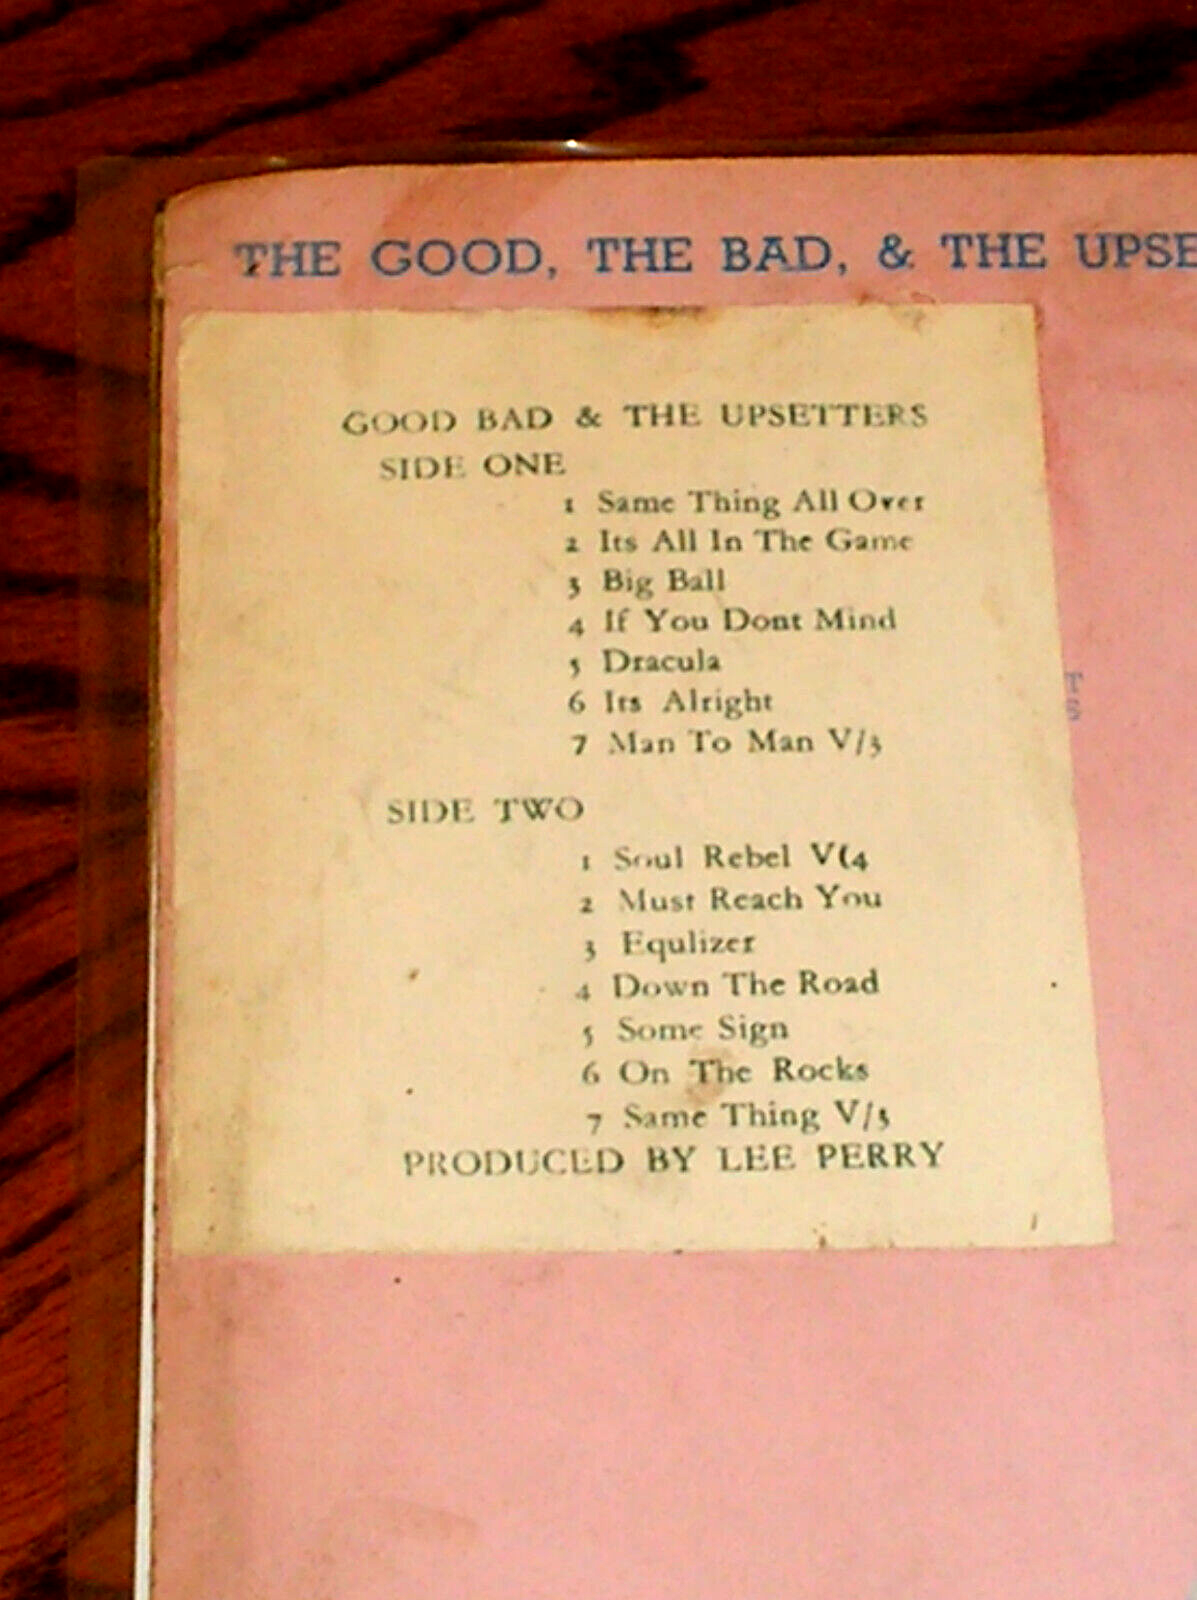 THE GOOD, THE BAD, & THE UPSE
GOOD BAD & THE UPSETTERS
SIDE ONE
1 Same Thing All Over
2 Its All In The Game
3 Big Ball
4 If You Dont Mind
5 Dracula
6 Its Alright
7 Man To Man V/3
SIDE TWO
1 Soul Rebel V(4
2 Must Reach You
3 Equlizer
4 Down The Road
5 Some Sign
6 On The Rocks
7 Same Thing V/3
PRODUCED BY LEE PERRY